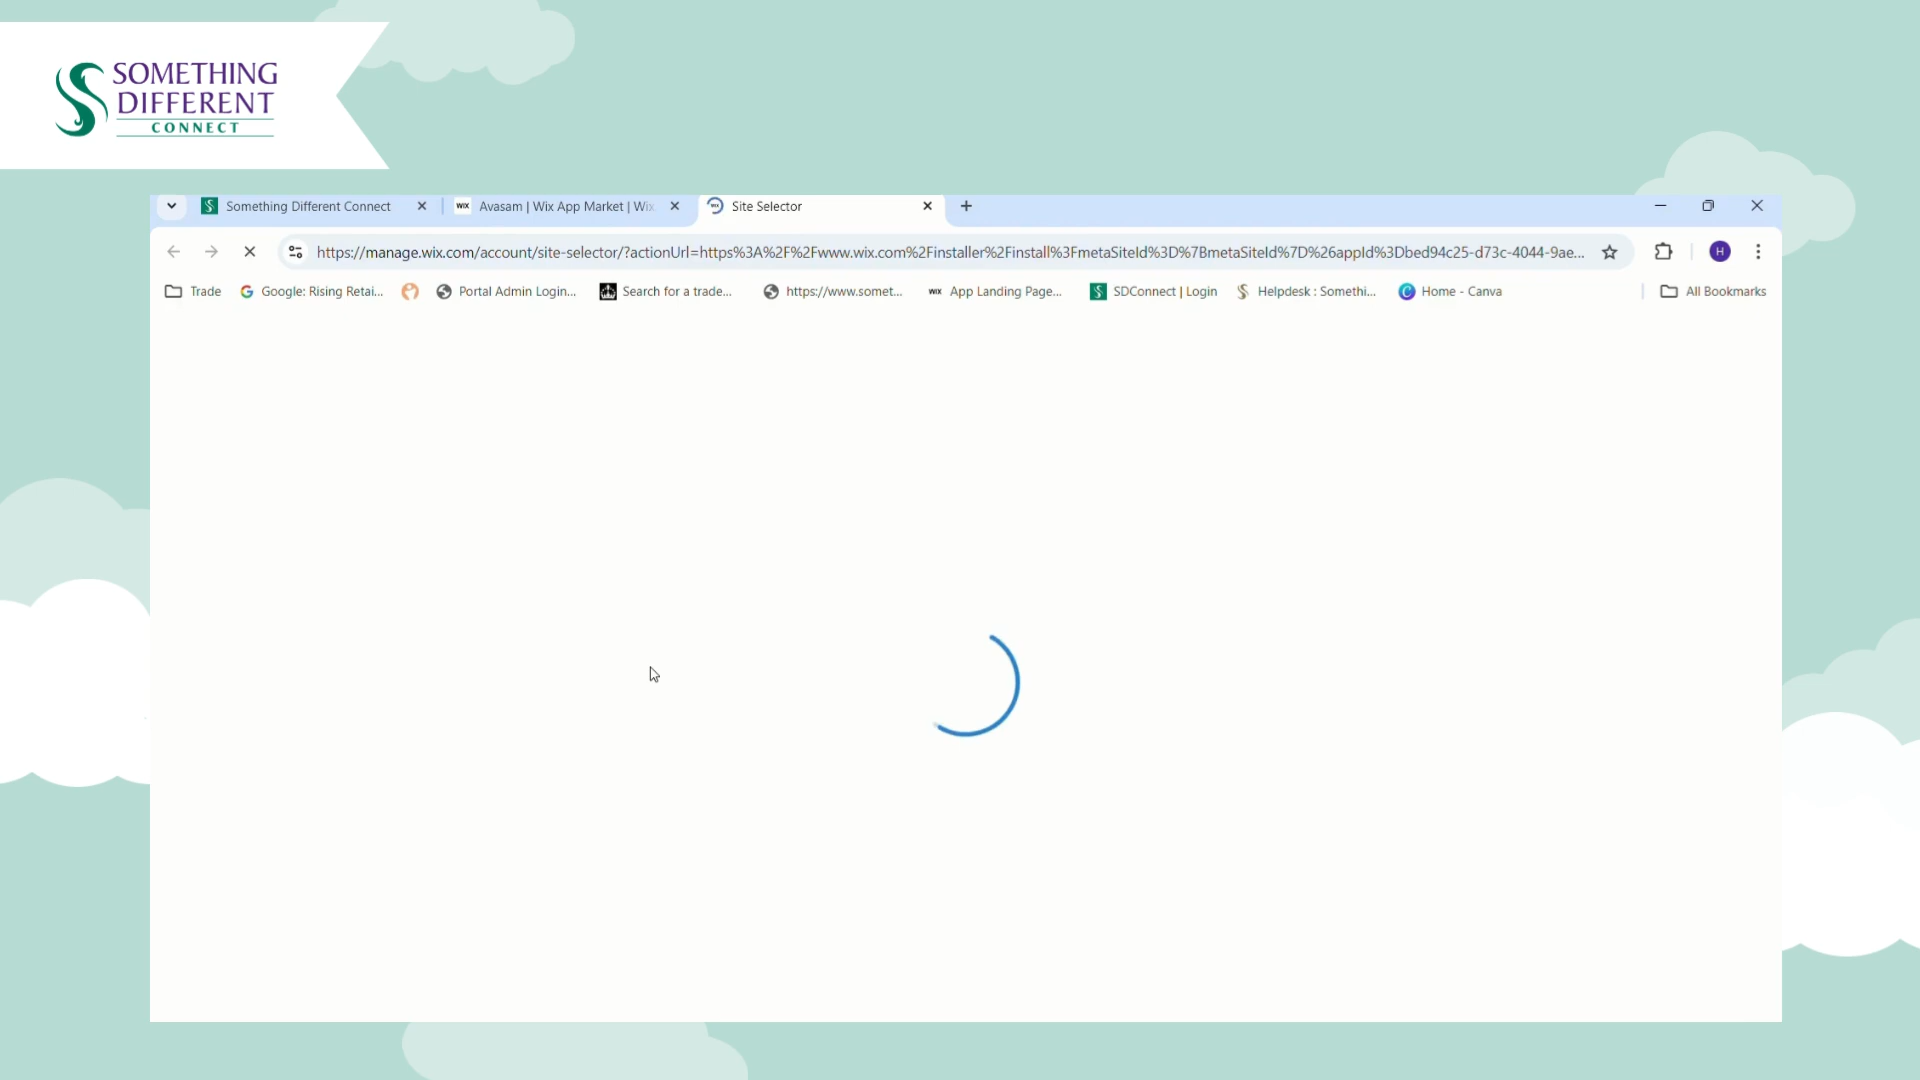 SOMETHING
DIFFERENT
CONNECT
Something Different Connect
WIX Avasam | Wix App Market | Wix
Site Selector
https://manage.wix.com/account/site-selector/?actionUrl=https%3A%2F%2Fwww.wix.com%2Finstaller%2Finstall%3FmetaSiteId%3D%7BmetaSiteId%7D%26appId%3Dbed94c25-d73c-4044-9ae...
H
Trade
Google: Rising Retai...
Portal Admin Login...
Search for a trade...
https://www.somet...
WIX App Landing Page...
SDConnect | Login
Helpdesk : Somethi...
Home - Canva
All Bookmarks